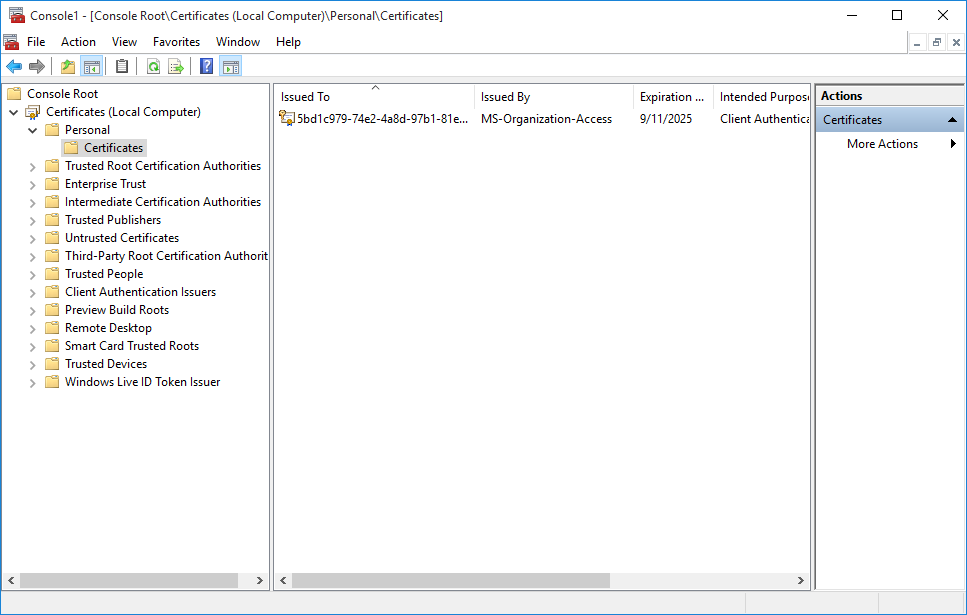 Console1 - [Console Root\Certificates (Local Computer)\Personal\Certificates]
File Action View Favorites Window Help
Console Root
Certificates (Local Computer)
Personal
Certificates
Trusted Root Certification Authorities
Enterprise Trust
Intermediate Certification Authorities
Trusted Publishers
Untrusted Certificates
Third-Party Root Certification Authorit
Trusted People
Client Authentication Issuers
Preview Build Roots
Remote Desktop
Smart Card Trusted Roots
Trusted Devices
Windows Live ID Token Issuer
Issued To Issued By Expiration ... Intended Purpos
5bd1c979-74e2-4a8d-97b1-81e... MS-Organization-Access 9/11/2025 Client Authentica
Actions
Certificates
More Actions